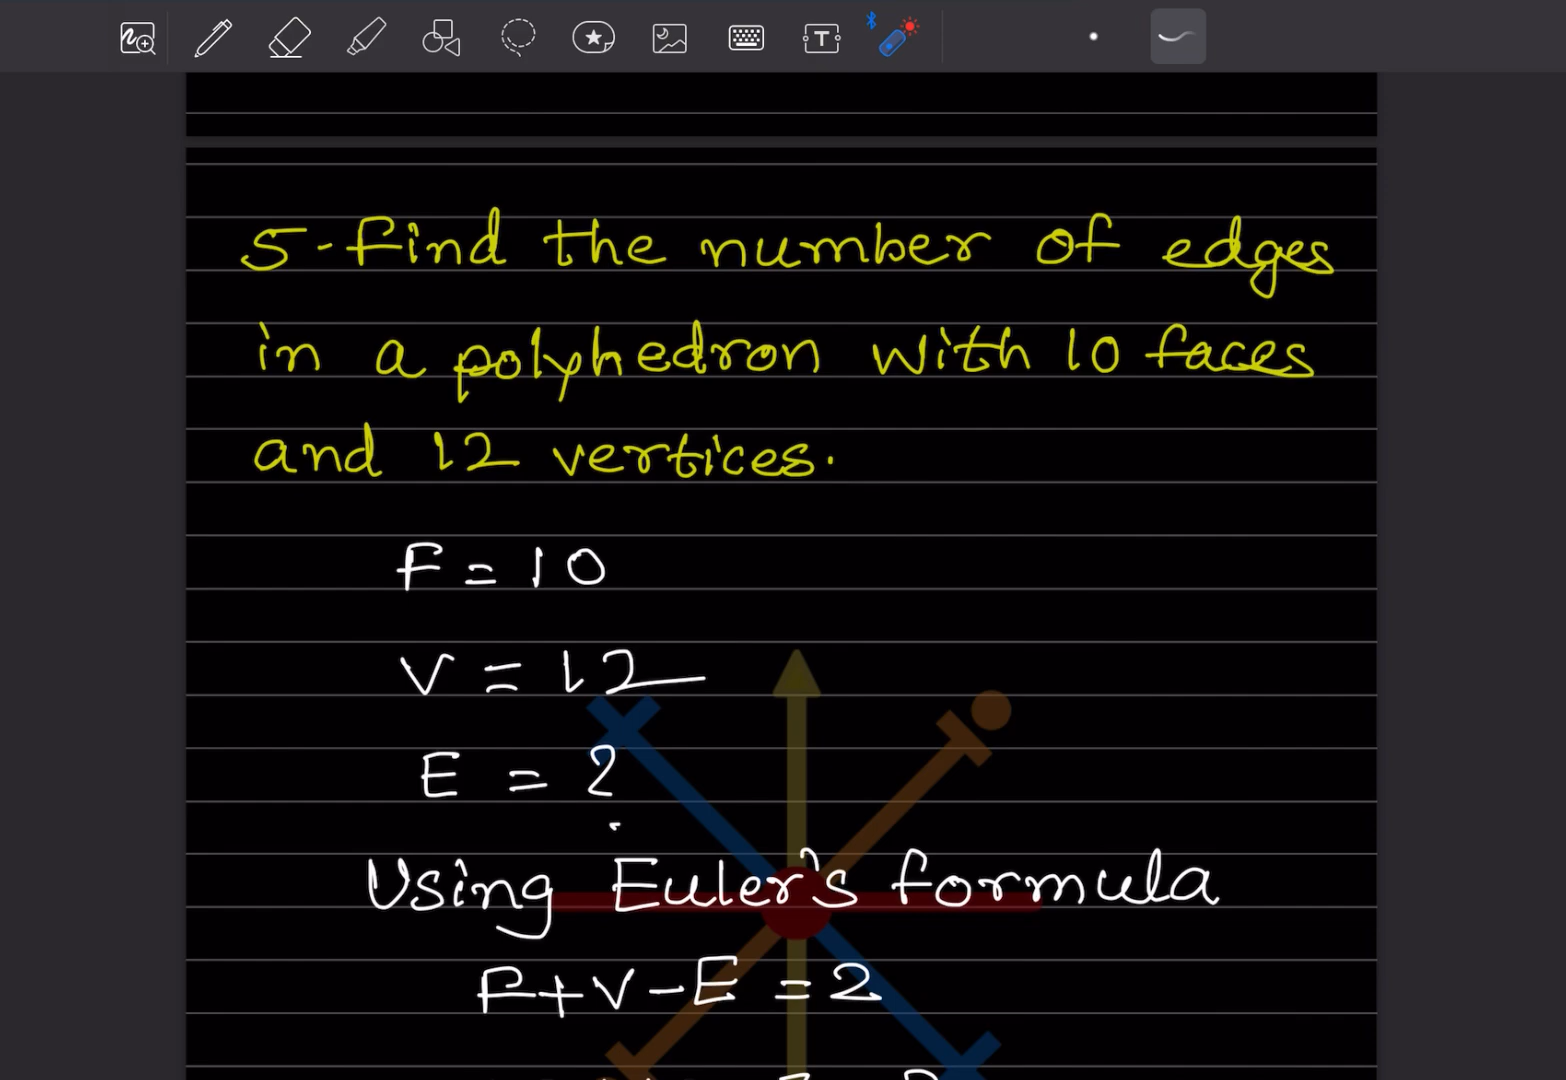 5-Find the number of edges
in a polyhedron with 10 faces
and 12 vertices.
F = 10
V = 12
E = ?
Using Euler's formula
F+V-E = 2